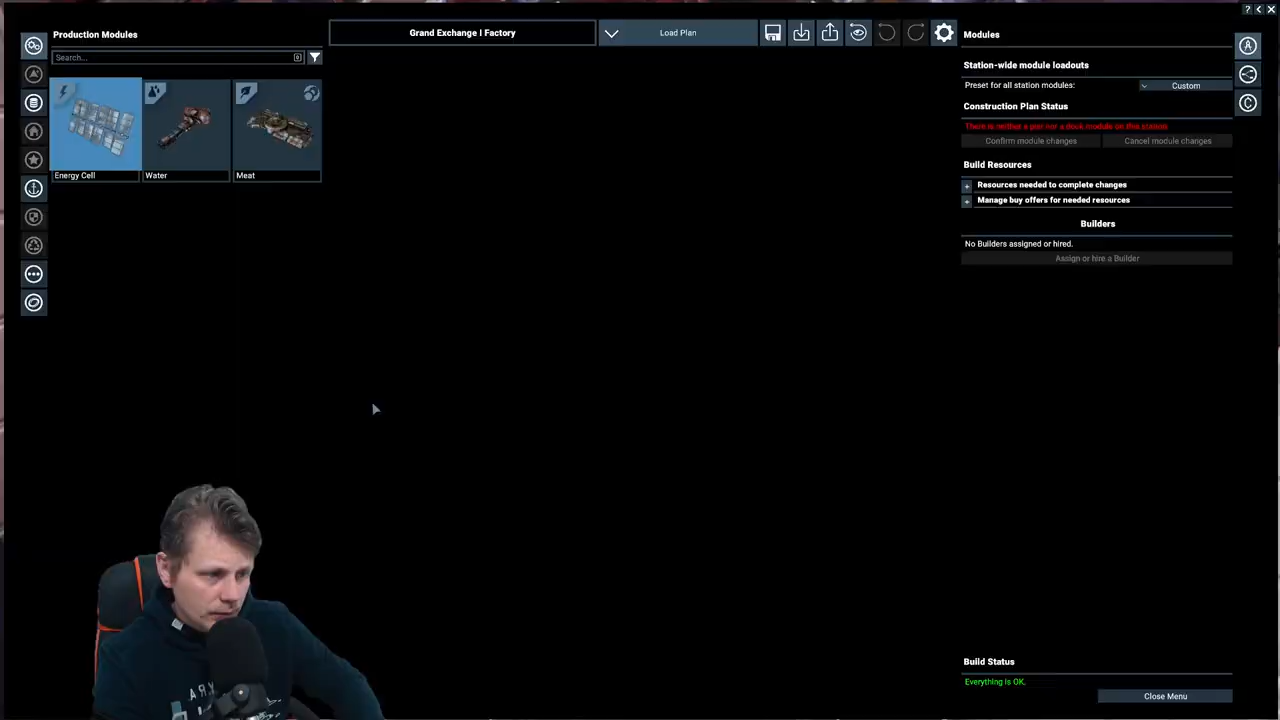 Production Modules
Search...
Energy Cell
Water
Meat
Grand Exchange I Factory
Load Plan
?
Modules
Station-wide module loadouts
Preset for all station modules:
Custom
Construction Plan Status
There is neither a pier nor a dock module on this station
Confirm module changes
Cancel module changes
Build Resources
+ Resources needed to complete changes
+ Manage buy offers for needed resources
Builders
No Builders assigned or hired.
Assign or hire a Builder
Build Status
Everything is OK.
Close Menu